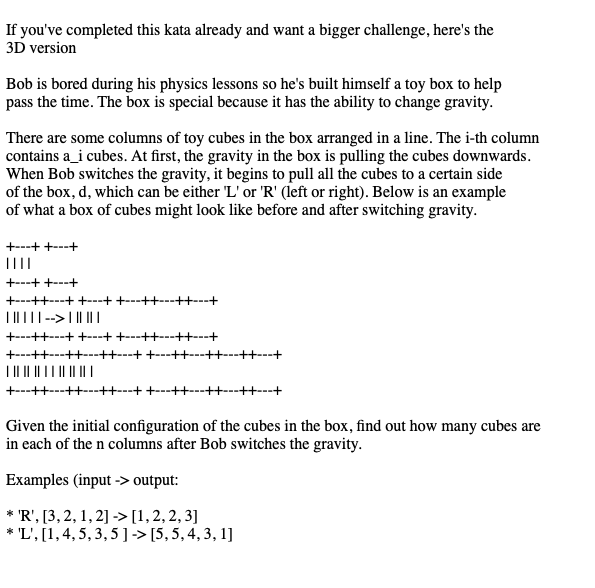 If you've completed this kata already and want a bigger challenge, here's the
3D version
Bob is bored during his physics lessons so he's built himself a toy box to help
pass the time. The box is special because it has the ability to change gravity.
There are some columns of toy cubes in the box arranged in a line. The i-th column
contains a_i cubes. At first, the gravity in the box is pulling the cubes downwards.
When Bob switches the gravity, it begins to pull all the cubes to a certain side
of the box, d, which can be either 'L' or 'R' (left or right). Below is an example
of what a box of cubes might look like before and after switching gravity.
+---+ +---+
| | | |
+---+ +---+
+---++---+ +---+ +---++---++---+
| || | | | --> | || || |
+---++---+ +---+ +---++---++---+
+---++---++---++---+ +---++---++---++---+
| || || || | | || || || |
+---++---++---++---+ +---++---++---++---+
Given the initial configuration of the cubes in the box, find out how many cubes are
in each of the n columns after Bob switches the gravity.
Examples (input -> output:
* 'R', [3, 2, 1, 2] -> [1, 2, 2, 3]
* 'L', [1, 4, 5, 3, 5 ] -> [5, 5, 4, 3, 1]